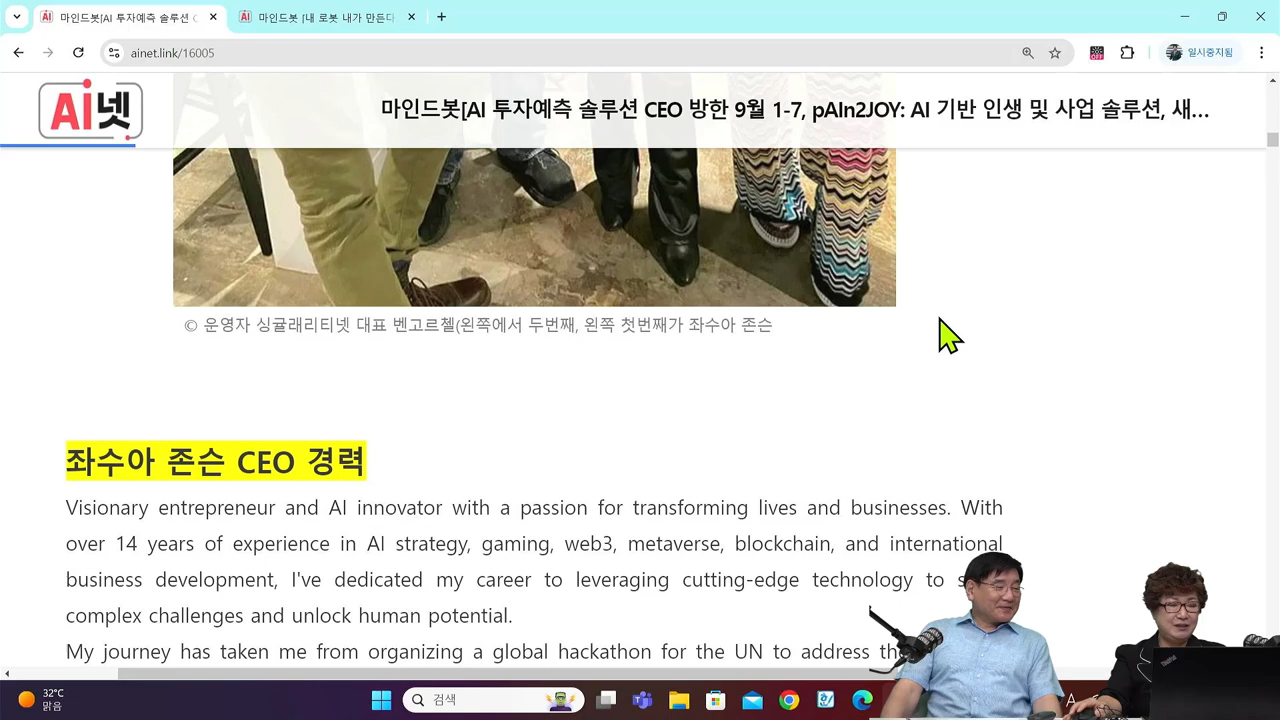 마인드봇[AI 투자예측 솔루션 C
마인드봇 [내 로봇 내가 만든다
ainet.link/16005
OFF
일시중지됨
Ai넷
마인드봇[AI 투자예측 솔루션 CEO 방한 9월 1-7, pAIn2JOY: AI 기반 인생 및 사업 솔루션, 새...
© 운영자 싱귤래리티넷 대표 벤고르첼(왼쪽에서 두번째, 왼쪽 첫번째가 좌수아 존슨
좌수아 존슨 CEO 경력
Visionary entrepreneur and AI innovator with a passion for transforming lives and businesses. With
over 14 years of experience in AI strategy, gaming, web3, metaverse, blockchain, and international
business development, I've dedicated my career to leveraging cutting-edge technology to
complex challenges and unlock human potential.
My journey has taken me from organizing a global hackathon for the UN to address
32°C
맑음
검색
A
ThinkPad